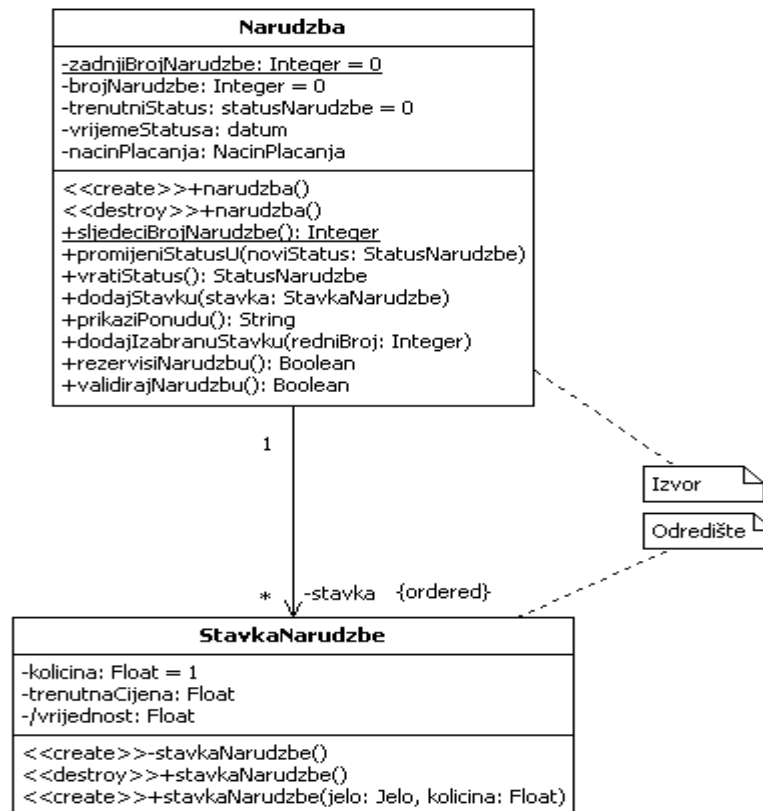 Narudzba
-zadnjiBrojNarudzbe: Integer = 0
-brojNarudzbe: Integer = 0
-trenutniStatus: statusNarudzbe = 0
-vrijemeStatusa: datum
-nacinPlacanja: NacinPlacanja
<<create>>+narudzba()
<<destroy>>+narudzba()
+sljedeciBrojNarudzbe(): Integer
+promijeniStatusU(noviStatus: StatusNarudzbe)
+vratiStatus(): StatusNarudzbe
+dodajStavku(stavka: StavkaNarudzbe)
+prikaziPonudu(): String
+dodajIzabranuStavku(redniBroj: Integer)
+rezervisiNarudzbu(): Boolean
+validirajNarudzbu(): Boolean
1
Izvor
Odredište
* -stavka {ordered}
StavkaNarudzbe
-kolicina: Float = 1
-trenutnaCijena: Float
-/vrijednost: Float
<<create>>-stavkaNarudzbe()
<<destroy>>+stavkaNarudzbe()
<<create>>+stavkaNarudzbe(jelo: Jelo, kolicina: Float)